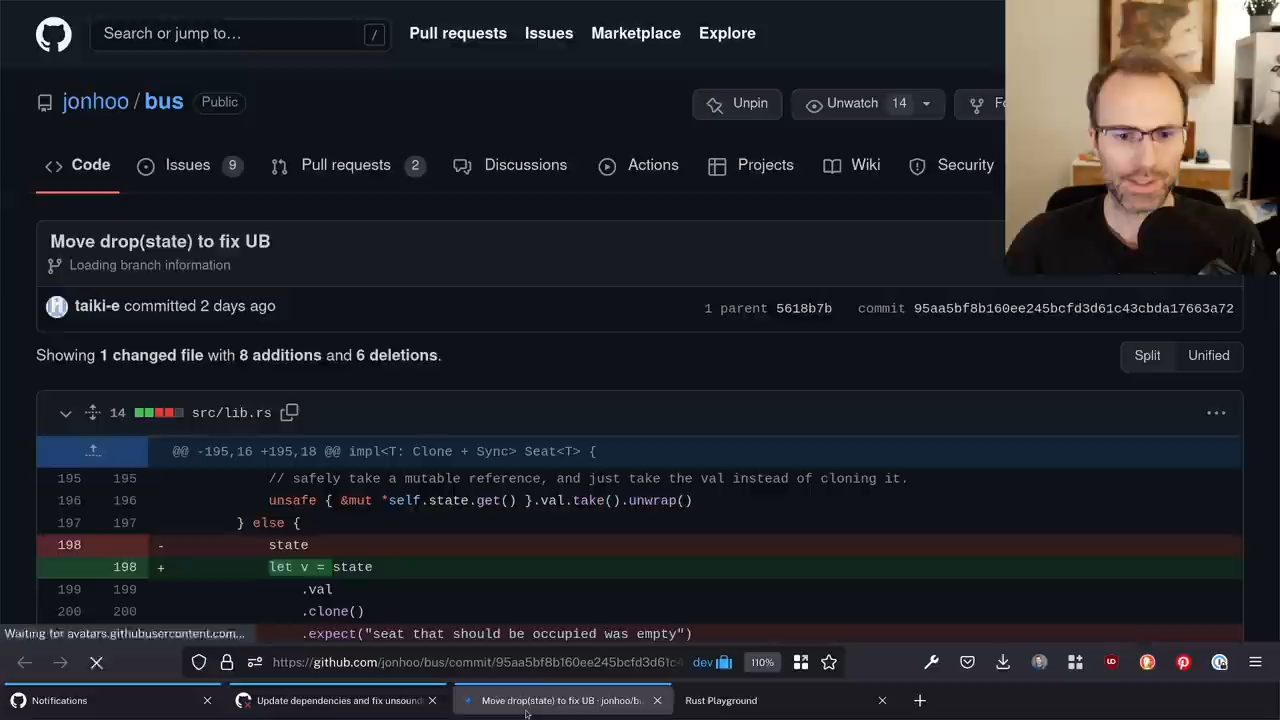 Search or jump to… /
Pull requests Issues Marketplace Explore
jonhoo / bus Public
Unpin Unwatch 14
Code Issues 9 Pull requests 2 Discussions Actions Projects Wiki Security
Move drop(state) to fix UB
Loading branch information
taiki-e committed 2 days ago 1 parent 5618b7b commit 95aa5bf8b160ee245bcfd3d61c43cbda17663a72
Showing 1 changed file with 8 additions and 6 deletions.
Split Unified
14 src/lib.rs
@@ -195,16 +195,18 @@ impl<T: Clone + Sync> Seat<T> {
195 195 // safely take a mutable reference, and just take the val instead of cloning it.
196 196 unsafe { &mut *self.state.get() }.val.take().unwrap()
197 197 } else {
198 - state
198 + let v = state
199 199 .val
200 200 .clone()
.expect("seat that should be occupied was empty")
Waiting for avatars.githubusercontent.com…
https://github.com/jonhoo/bus/commit/95aa5bf8b160ee245bcfd3d61c4 dev 110%
Notifications Update dependencies and fix unsound Move drop(state) to fix UB · jonhoo/bu Rust Playground